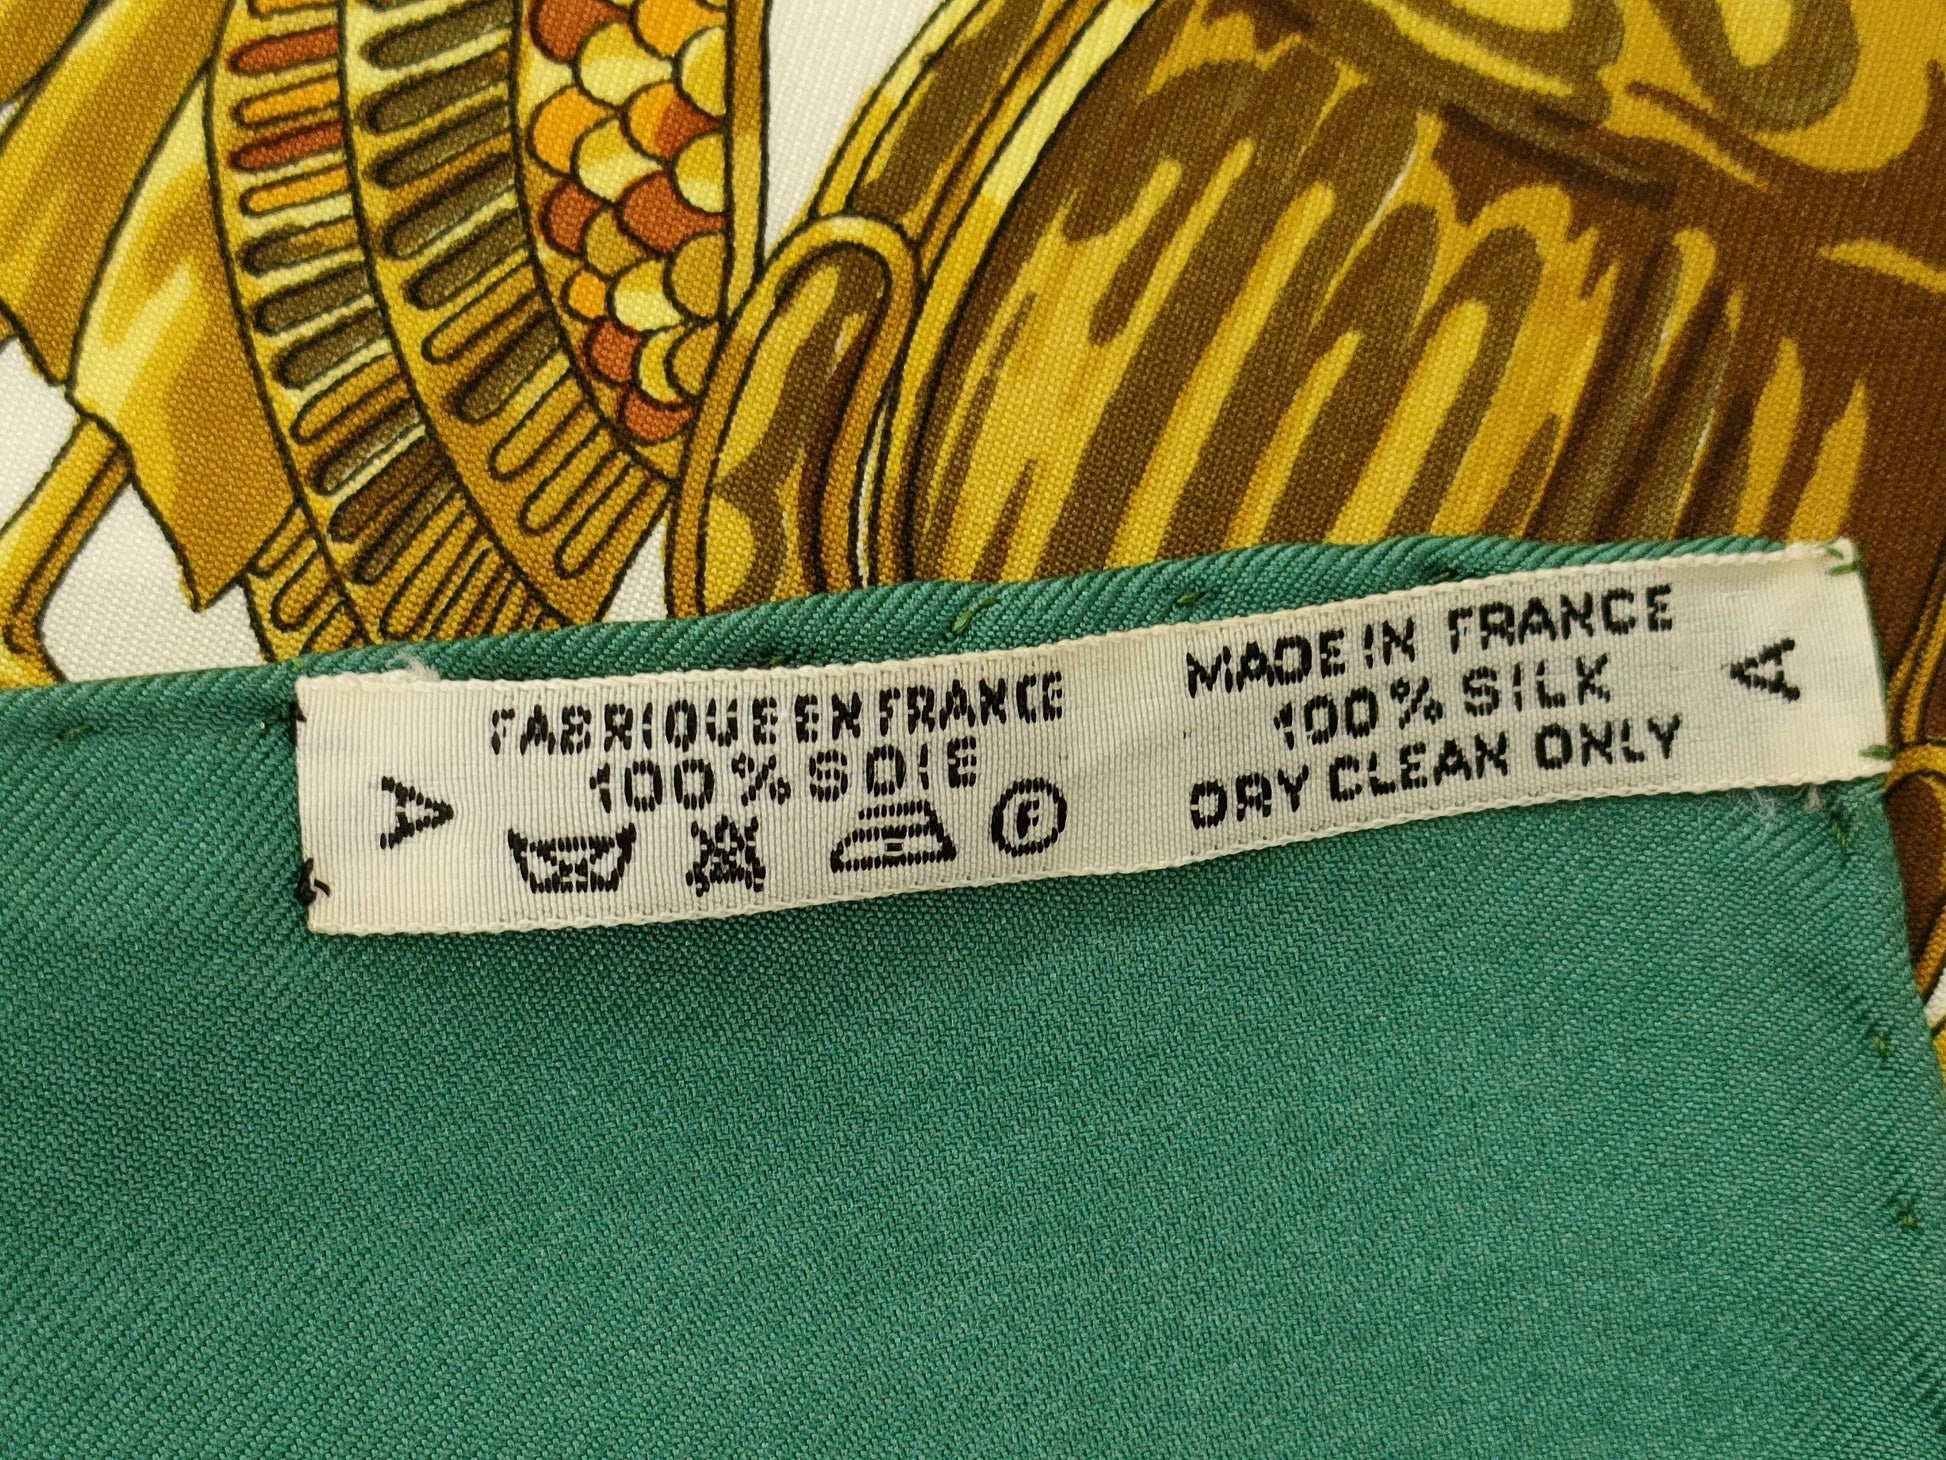 A
FABRIQUE EN FRANCE
100% SOIE
F
MADE IN FRANCE
100% SILK
DRY CLEAN ONLY
A